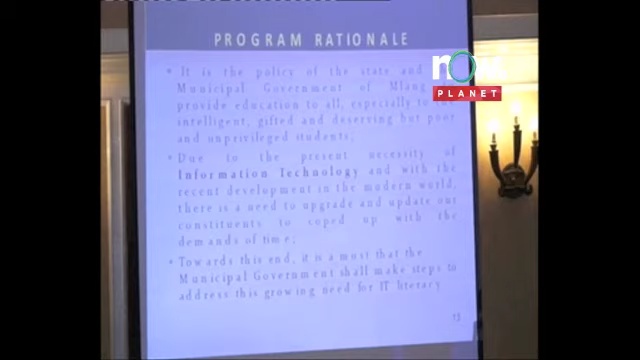 PROGRAM RATIONALE
• It is the policy of the state and
Municipal Government of Mlang
provide education to all, especially to the
intelligent, gifted and deserving but poor
and unprivileged students;
• Due to the present necessity of
Information Technology and with the
recent development in the modern world,
there is a need to upgrade and update our
constituents to coped up with the
demands of time;
• Towards this end, it is a must that the
Municipal Government shall make steps to
address this growing need for IT literacy
13
now
PLANET